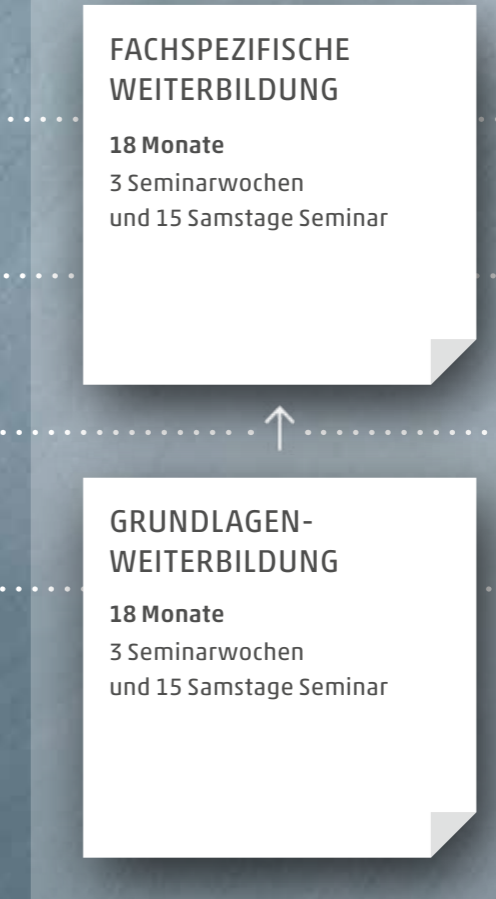 FACHSPEZIFISCHE
WEITERBILDUNG
18 Monate
3 Seminarwochen
und 15 Samstage Seminar
GRUNDLAGEN-
WEITERBILDUNG
18 Monate
3 Seminarwochen
und 15 Samstage Seminar